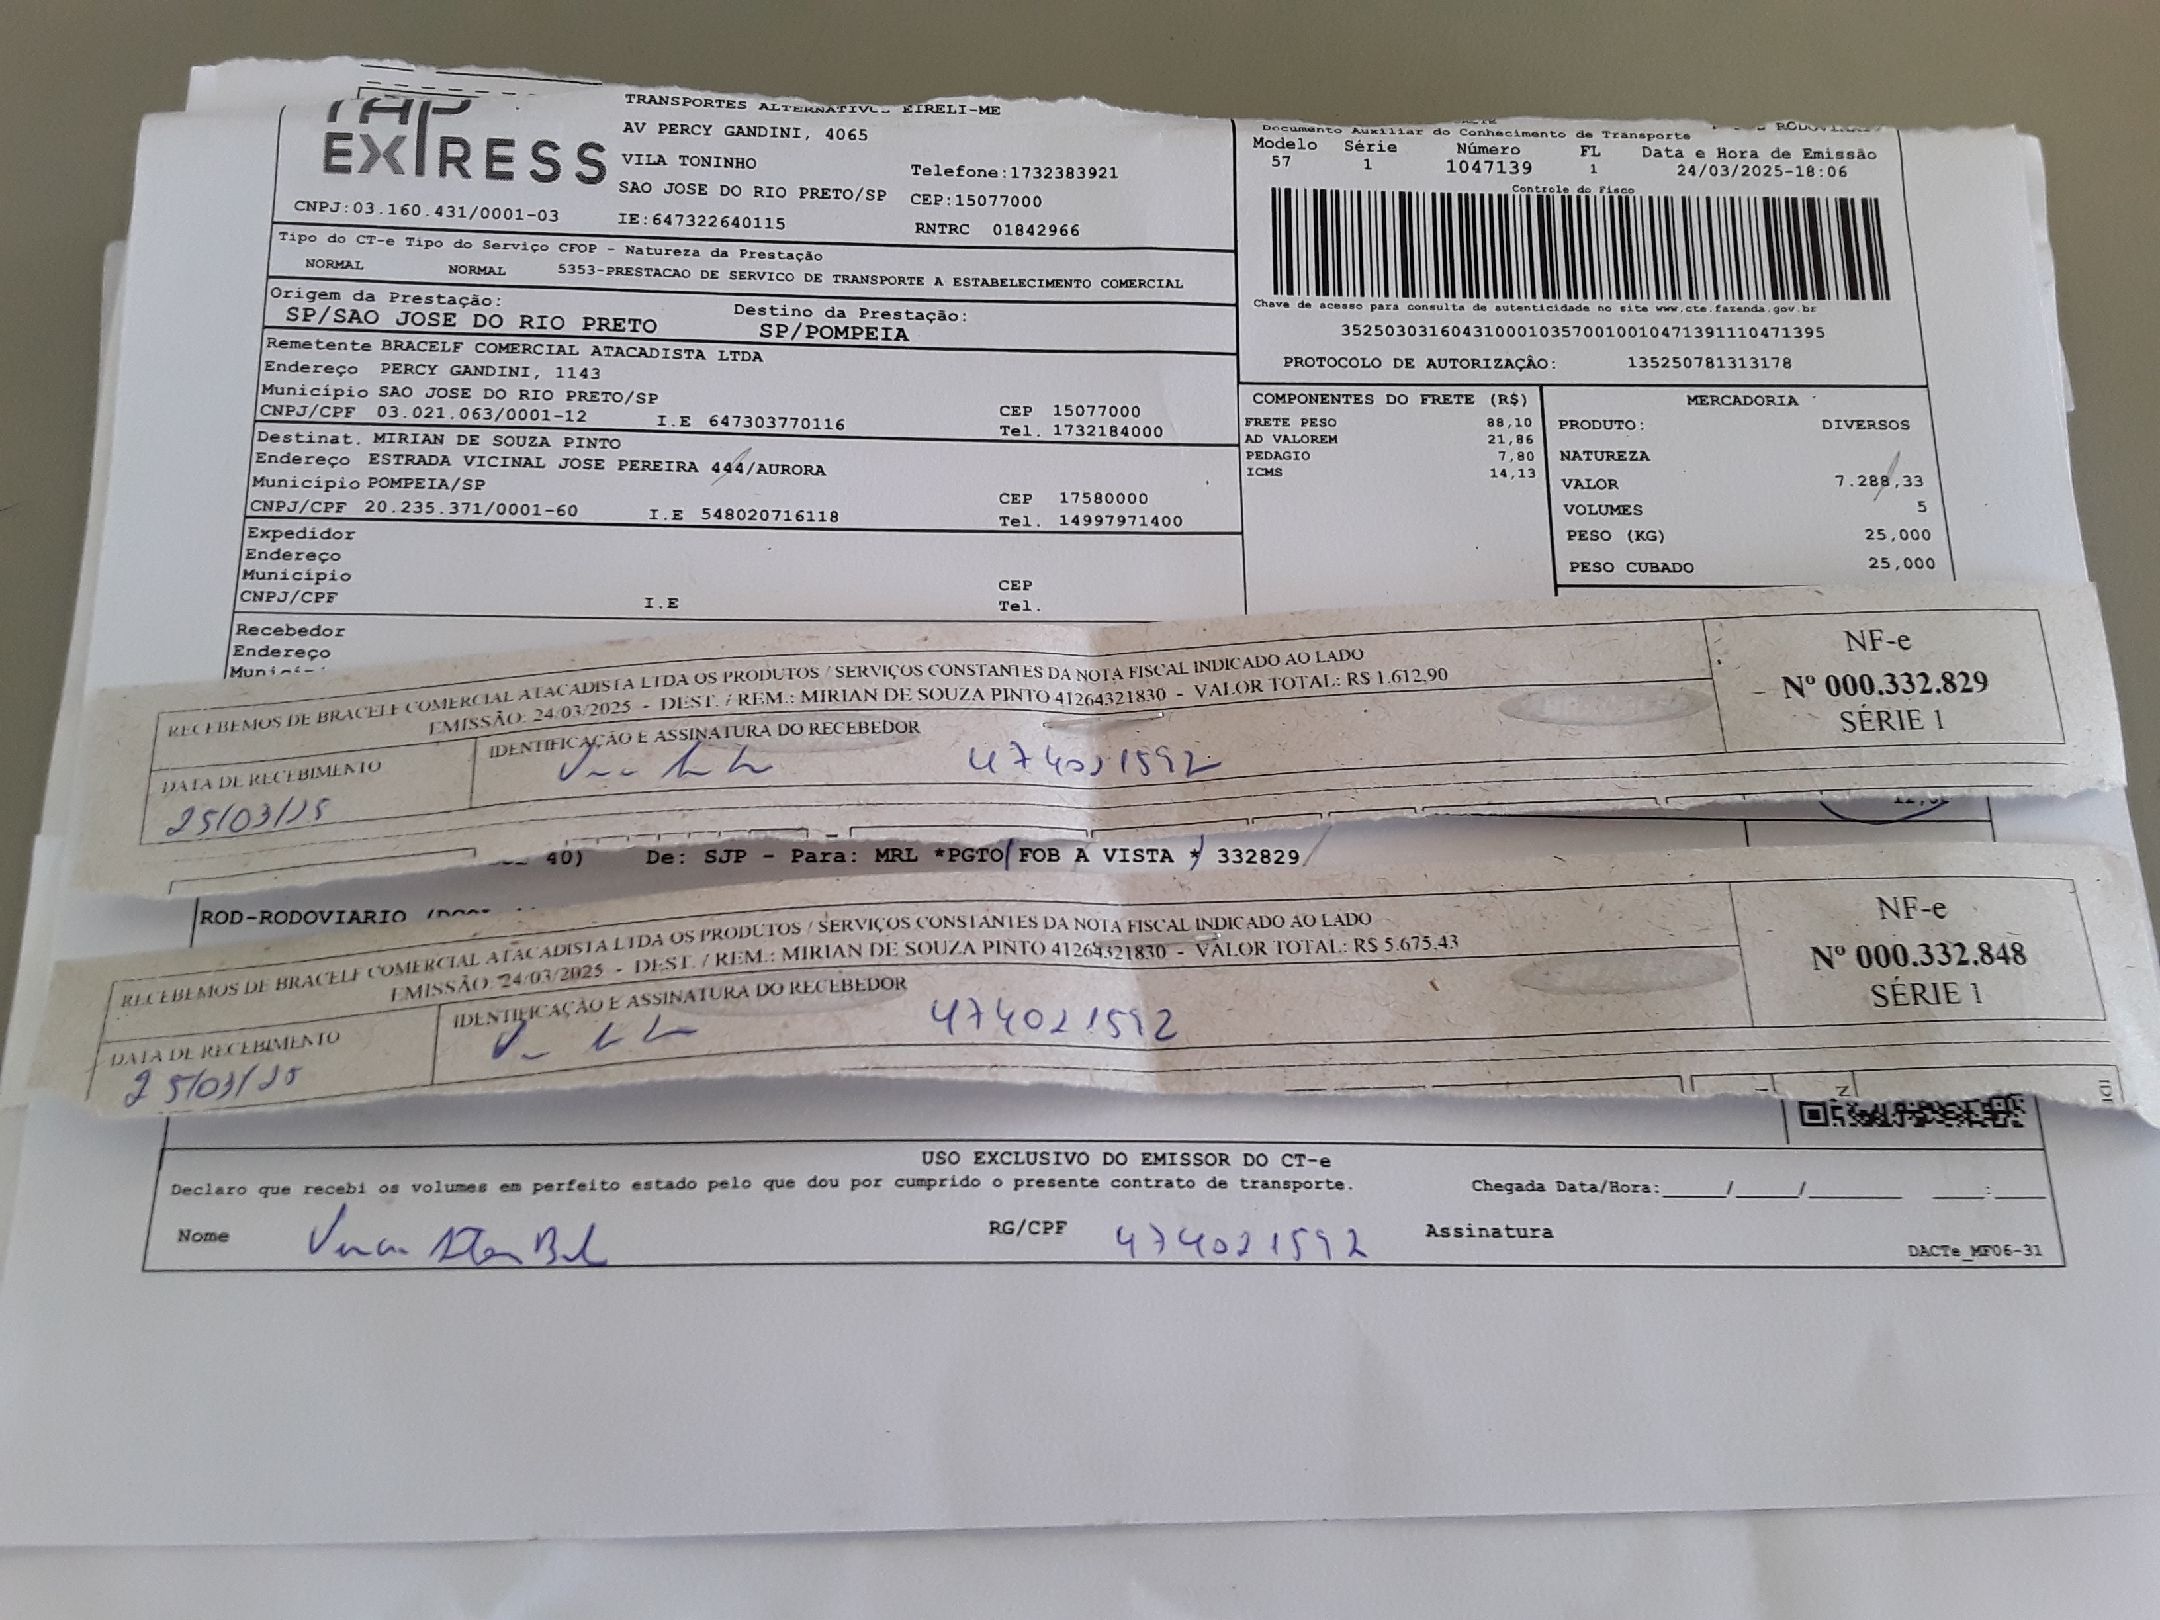 TAP
EXPRESS
TRANSPORTES ALTERNATIVOS EIRELI-ME
AV PERCY GANDINI, 4065
VILA TONINHO
Telefone:1732383921
SAO JOSE DO RIO PRETO/SP CEP:15077000
CNPJ:03.160.431/0001-03 IE:647322640115 RNTRC 01842966
Documento Auxiliar do Conhecimento de Transporte
Modelo Série Número FL Data e Hora de Emissão
57 1 1047139 1 24/03/2025-18:06
Controle do Fisco
Chave de acesso para consulta de autenticidade no site www.cte.fazenda.gov.br
35250303160431000103570010010471391110471395
PROTOCOLO DE AUTORIZAÇÂO: 135250781313178
Tipo do CT-e Tipo do Serviço CFOP - Natureza da Prestação
NORMAL NORMAL 5353-PRESTACAO DE SERVICO DE TRANSPORTE A ESTABELECIMENTO COMERCIAL
Origem da Prestação: Destino da Prestação:
SP/SAO JOSE DO RIO PRETO SP/POMPEIA
Remetente BRACELF COMERCIAL ATACADISTA LTDA
Endereço PERCY GANDINI, 1143
Município SAO JOSE DO RIO PRETO/SP CEP 15077000
CNPJ/CPF 03.021.063/0001-12 I.E 647303770116 Tel. 1732184000
Destinat. MIRIAN DE SOUZA PINTO
Endereço ESTRADA VICINAL JOSE PEREIRA 444/AURORA
Município POMPEIA/SP CEP 17580000
CNPJ/CPF 20.235.371/0001-60 I.E 548020716118 Tel. 14997971400
Expedidor
Endereço
Município CEP
CNPJ/CPF I.E Tel.
Recebedor
Endereço
COMPONENTES DO FRETE (R$)
FRETE PESO 88,10
AD VALOREM 21,86
PEDAGIO 7,80
ICMS 14,13
MERCADORIA
PRODUTO: DIVERSOS
NATUREZA
VALOR 7.288,33
VOLUMES 5
PESO (KG) 25,000
PESO CUBADO 25,000
RECEBEMOS DE BRACELF COMERCIAL ATACADISTA LTDA OS PRODUTOS / SERVIÇOS CONSTANTES DA NOTA FISCAL INDICADO AO LADO
EMISSÃO: 24/03/2025 - DEST. / REM.: MIRIAN DE SOUZA PINTO 41264321830 - VALOR TOTAL: R$ 1.612,90
DATA DE RECEBIMENTO
25/03/25
IDENTIFICAÇÃO E ASSINATURA DO RECEBEDOR
474021592
NF-e
Nº 000.332.829
SÉRIE 1
40) De: SJP - Para: MRL *PGTO FOB A VISTA * 332829/
ROD-RODOVIARIO
RECEBEMOS DE BRACELF COMERCIAL ATACADISTA LTDA OS PRODUTOS / SERVIÇOS CONSTANTES DA NOTA FISCAL INDICADO AO LADO
EMISSÃO: 24/03/2025 - DEST. / REM.: MIRIAN DE SOUZA PINTO 41264321830 - VALOR TOTAL: R$ 5.675,43
DATA DE RECEBIMENTO
25/03/25
IDENTIFICAÇÃO E ASSINATURA DO RECEBEDOR
474021592
NF-e
Nº 000.332.848
SÉRIE 1
USO EXCLUSIVO DO EMISSOR DO CT-e
Declaro que recebi os volumes em perfeito estado pelo que dou por cumprido o presente contrato de transporte. Chegada Data/Hora:____/____/______ ____:____
Nome RG/CPF 474021592 Assinatura
DACTe_MF06-31